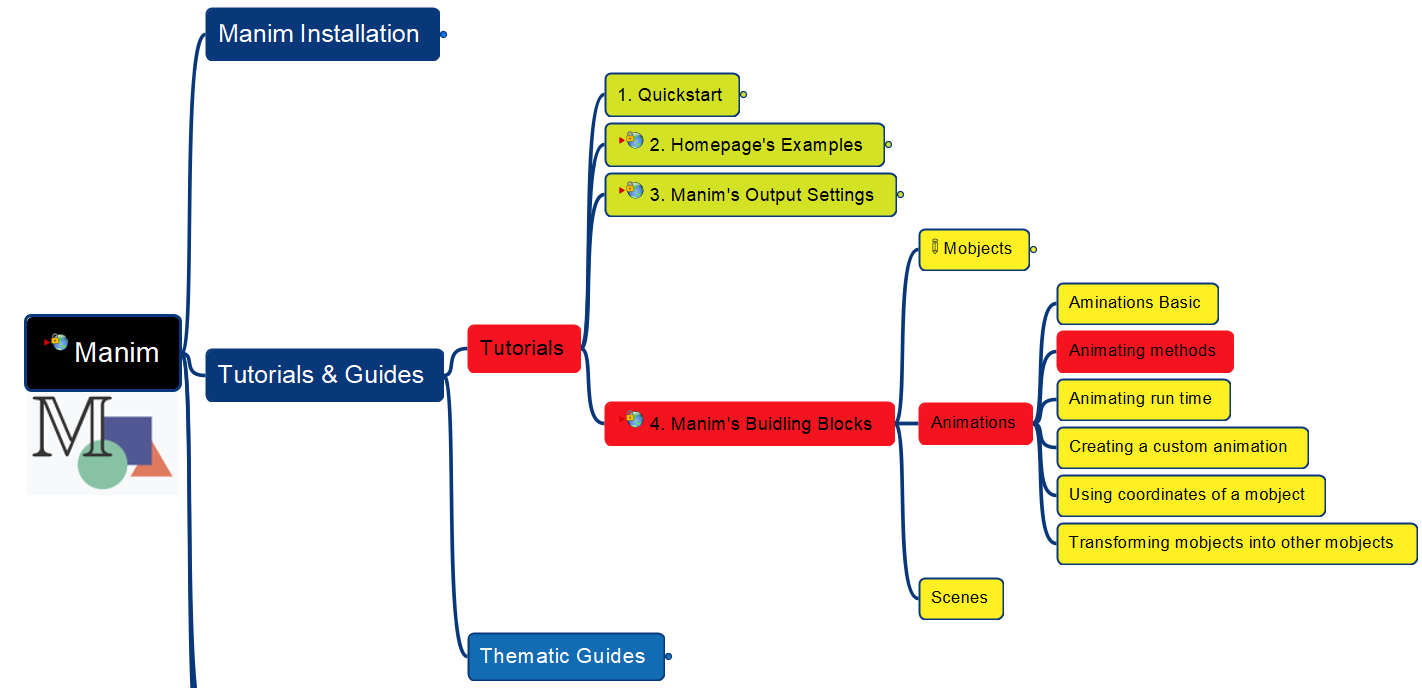 Manim Installation
1. Quickstart
2. Homepage's Examples
3. Manim's Output Settings
Mobjects
Aminations Basic
Manim
Tutorials
Animating methods
Tutorials & Guides
Animating run time
4. Manim's Buidling Blocks
Animations
Creating a custom animation
M
Using coordinates of a mobject
Transforming mobjects into other mobjects
Scenes
Thematic Guides